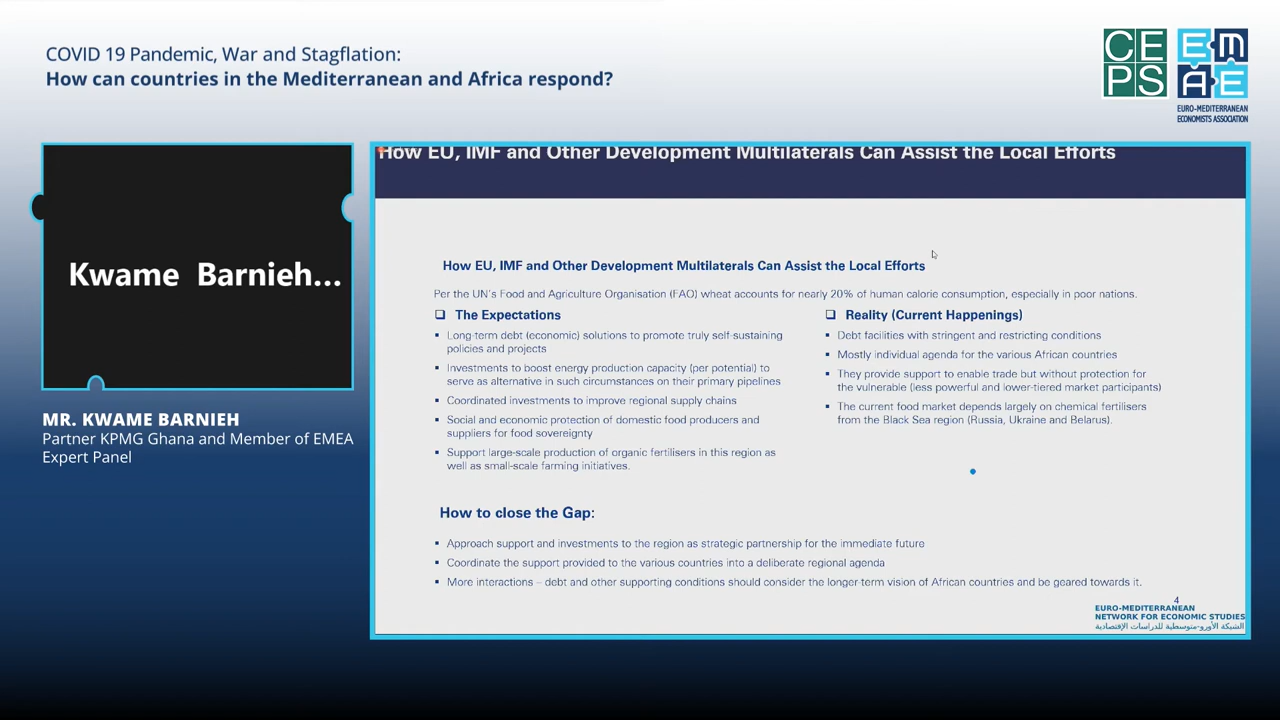 COVID 19 Pandemic, War and Stagflation:
How can countries in the Mediterranean and Africa respond?
CE
PS
EM
AE
EURO-MEDITERRANEAN
ECONOMISTS ASSOCIATION
Kwame Barnieh...
MR. KWAME BARNIEH
Partner KPMG Ghana and Member of EMEA
Expert Panel
How EU, IMF and Other Development Multilaterals Can Assist the Local Efforts
How EU, IMF and Other Development Multilaterals Can Assist the Local Efforts
Per the UN's Food and Agriculture Organisation (FAO) wheat accounts for nearly 20% of human calorie consumption, especially in poor nations.
❑ The Expectations
▪ Long-term debt (economic) solutions to promote truly self-sustaining
policies and projects
▪ Investments to boost energy production capacity (per potential) to
serve as alternative in such circumstances on their primary pipelines
▪ Coordinated investments to improve regional supply chains
▪ Social and economic protection of domestic food producers and
suppliers for food sovereignty
▪ Support large-scale production of organic fertilisers in this region as
well as small-scale farming initiatives.
❑ Reality (Current Happenings)
▪ Debt facilities with stringent and restricting conditions
▪ Mostly individual agenda for the various African countries
▪ They provide support to enable trade but without protection for
the vulnerable (less powerful and lower-tiered market participants)
▪ The current food market depends largely on chemical fertilisers
from the Black Sea region (Russia, Ukraine and Belarus).
How to close the Gap:
▪ Approach support and investments to the region as strategic partnership for the immediate future
▪ Coordinate the support provided to the various countries into a deliberate regional agenda
▪ More interactions – debt and other supporting conditions should consider the longer-term vision of African countries and be geared towards it.
4
EURO-MEDITERRANEAN
NETWORK FOR ECONOMIC STUDIES
الشبكة الأورو-متوسطية للدراسات الإقتصادية